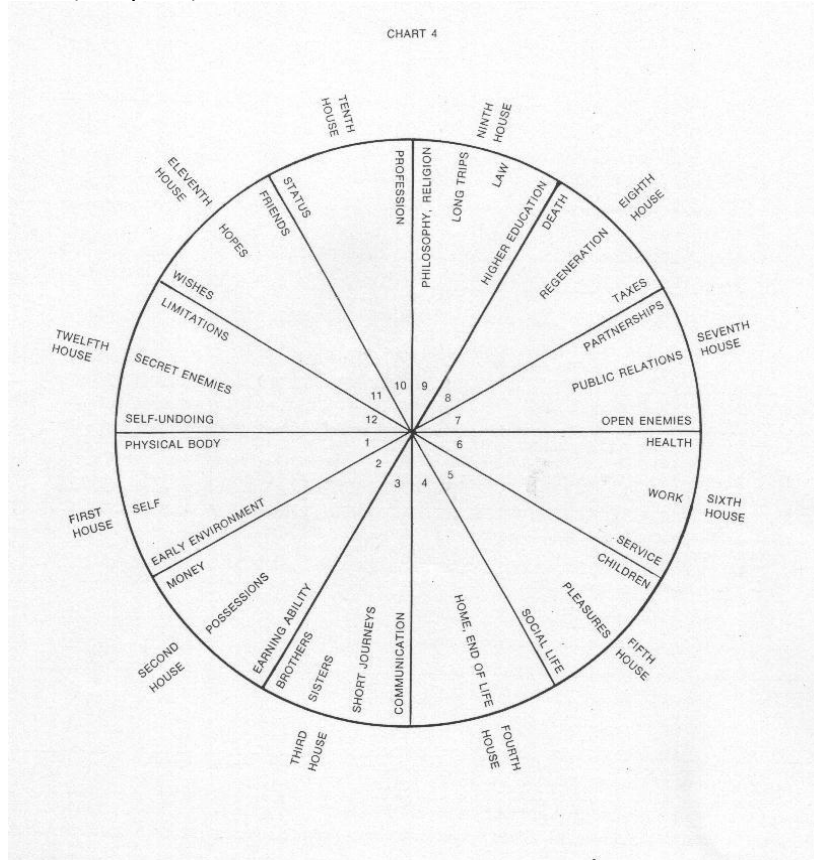 CHART 4
TENTH
HOUSE
NINTH
HOUSE
ELEVENTH
HOUSE
EIGHTH
HOUSE
TWELFTH
HOUSE
SEVENTH
HOUSE
FIRST
HOUSE
SIXTH
HOUSE
SECOND
HOUSE
FIFTH
HOUSE
THIRD
HOUSE
FOURTH
HOUSE
PROFESSION
STATUS
FRIENDS
HOPES
WISHES
LIMITATIONS
SECRET ENEMIES
SELF-UNDOING
PHYSICAL BODY
SELF
EARLY ENVIRONMENT
MONEY
POSSESSIONS
EARNING ABILITY
BROTHERS
SISTERS
SHORT JOURNEYS
COMMUNICATION
HOME, END OF LIFE
SOCIAL LIFE
PLEASURES
CHILDREN
SERVICE
WORK
HEALTH
OPEN ENEMIES
PUBLIC RELATIONS
PARTNERSHIPS
TAXES
REGENERATION
DEATH
HIGHER EDUCATION
LAW
LONG TRIPS
PHILOSOPHY, RELIGION
1
2
3
4
5
6
7
8
9
10
11
12